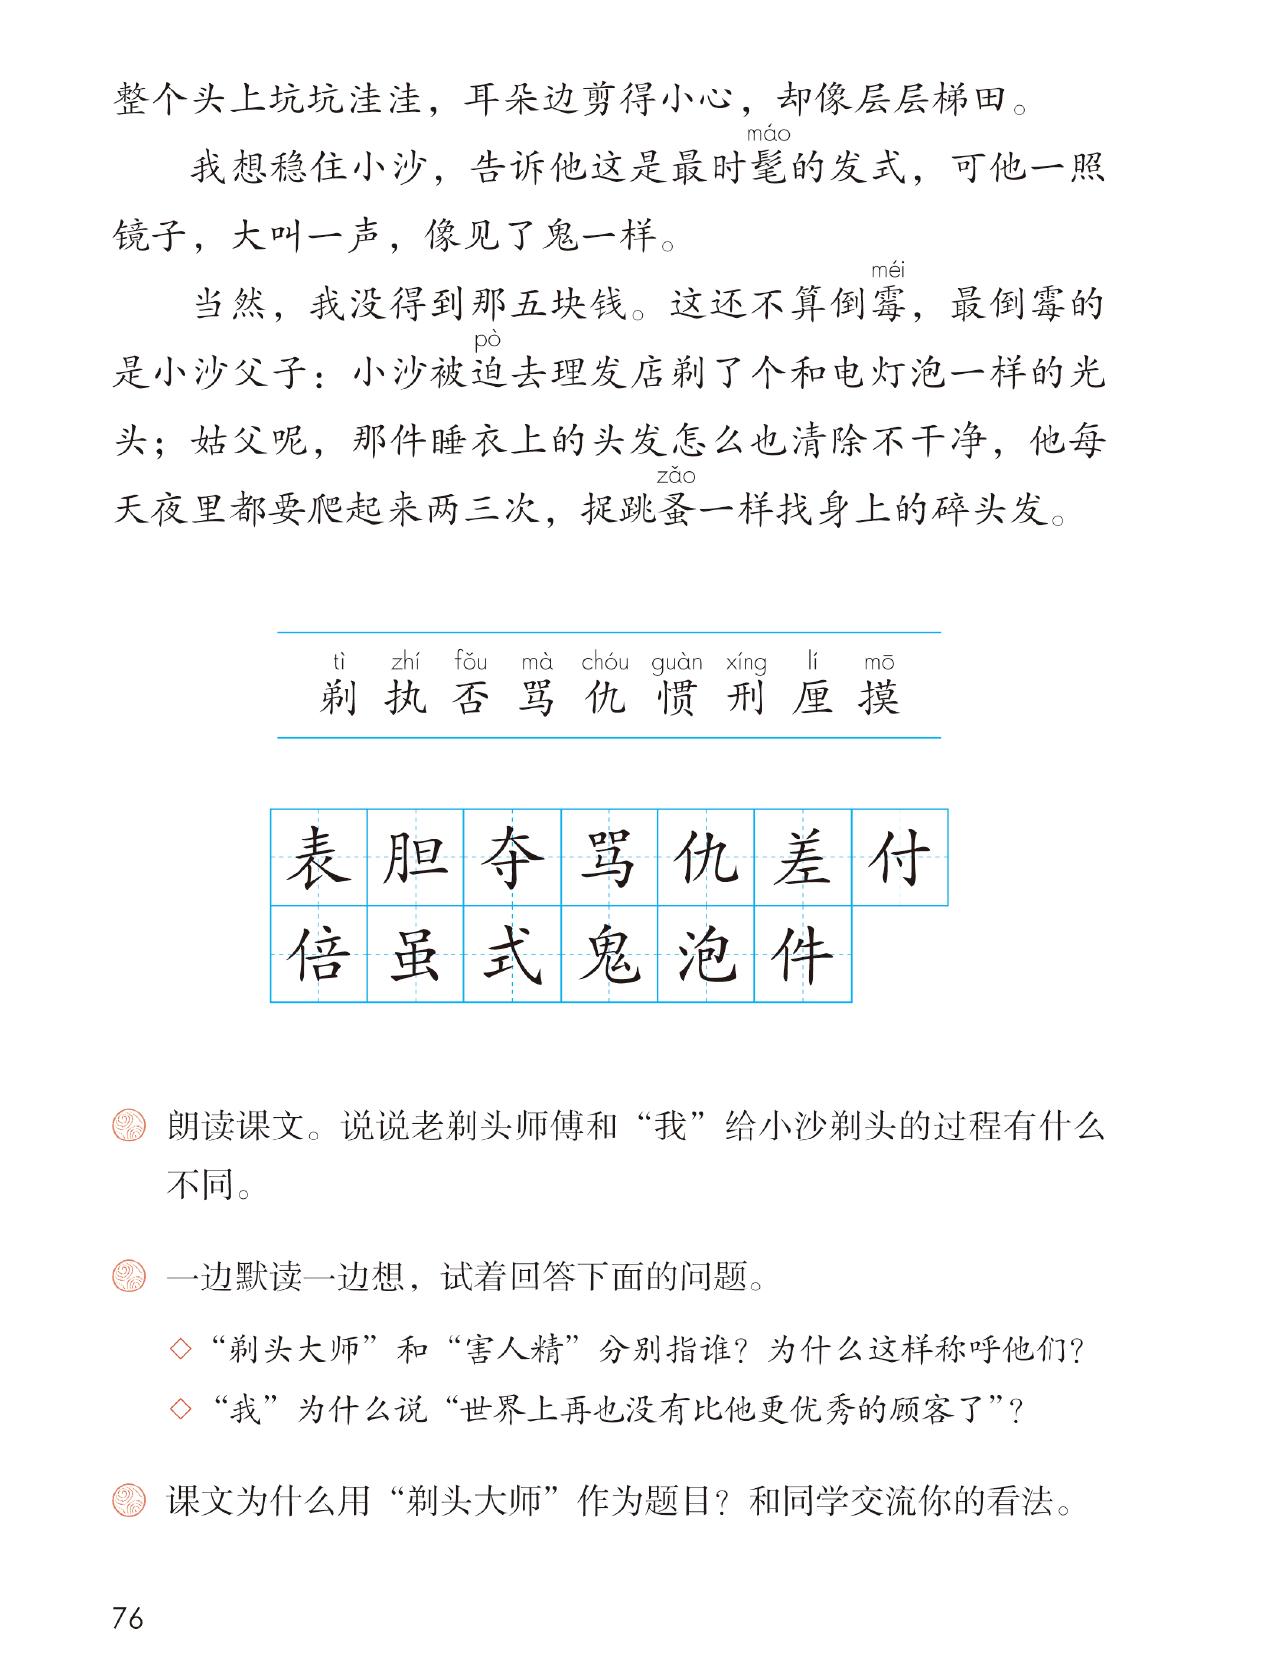 整个头上坑坑洼洼，耳朵边剪得小心，却像层层梯田。
máo
我想稳住小沙，告诉他这是最时髦的发式，可他一照
镜子，大叫一声，像见了鬼一样。
méi
当然，我没得到那五块钱。这还不算倒霉，最倒霉的
pò
是小沙父子：小沙被迫去理发店剃了个和电灯泡一样的光
头；姑父呢，那件睡衣上的头发怎么也清除不干净，他每
zǎo
天夜里都要爬起来两三次，捉跳蚤一样找身上的碎头发。
tì zhí fǒu mà chóu guàn xíng lí mō
剃 执 否 骂 仇 惯 刑 厘 摸
表 胆 夺 骂 仇 差 付
倍 虽 式 鬼 泡 件
朗读课文。说说老剃头师傅和“我”给小沙剃头的过程有什么
不同。
一边默读一边想，试着回答下面的问题。
◇ “剃头大师”和“害人精”分别指谁？为什么这样称呼他们？
◇ “我”为什么说“世界上再也没有比他更优秀的顾客了”？
课文为什么用“剃头大师”作为题目？和同学交流你的看法。
76